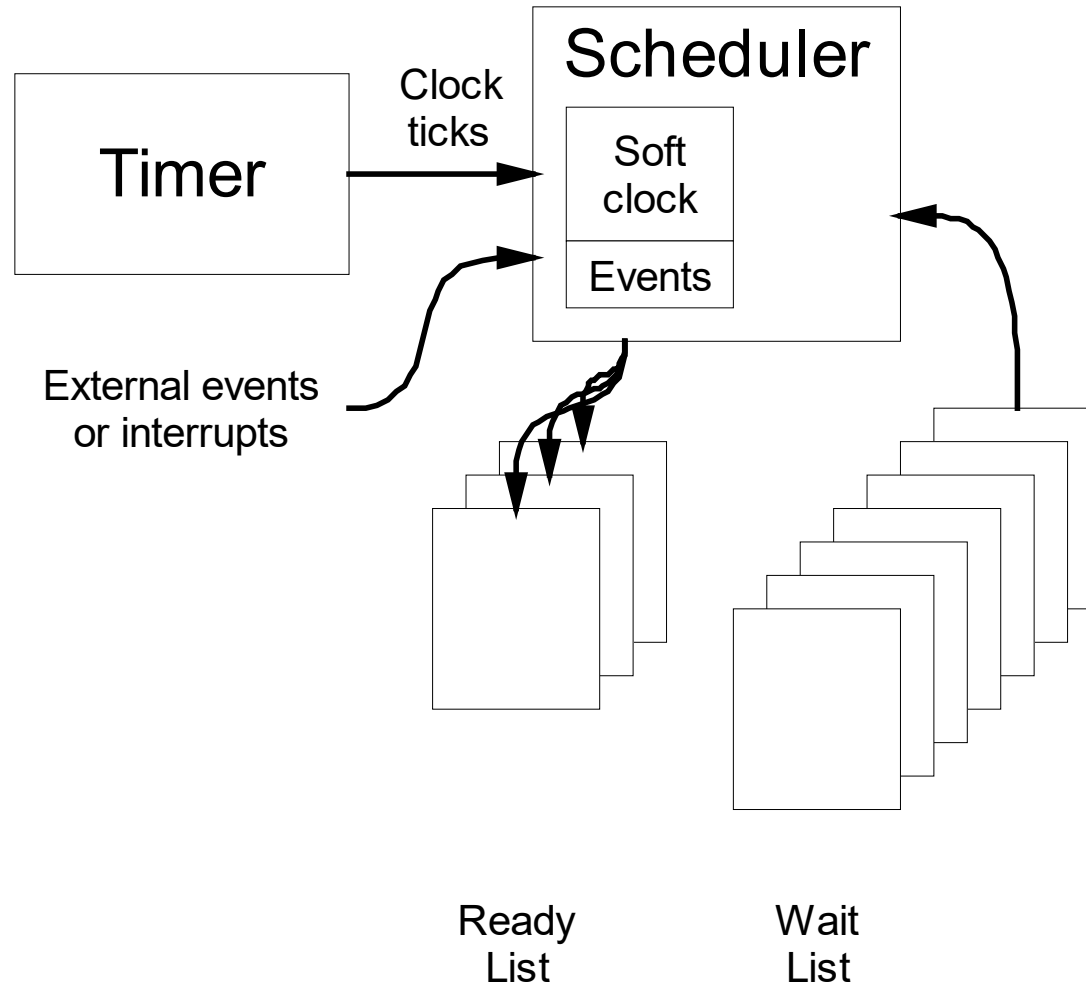 Scheduler
Clock
ticks
Timer
Soft
clock
Events
External events
or interrupts
Ready
List
Wait
List